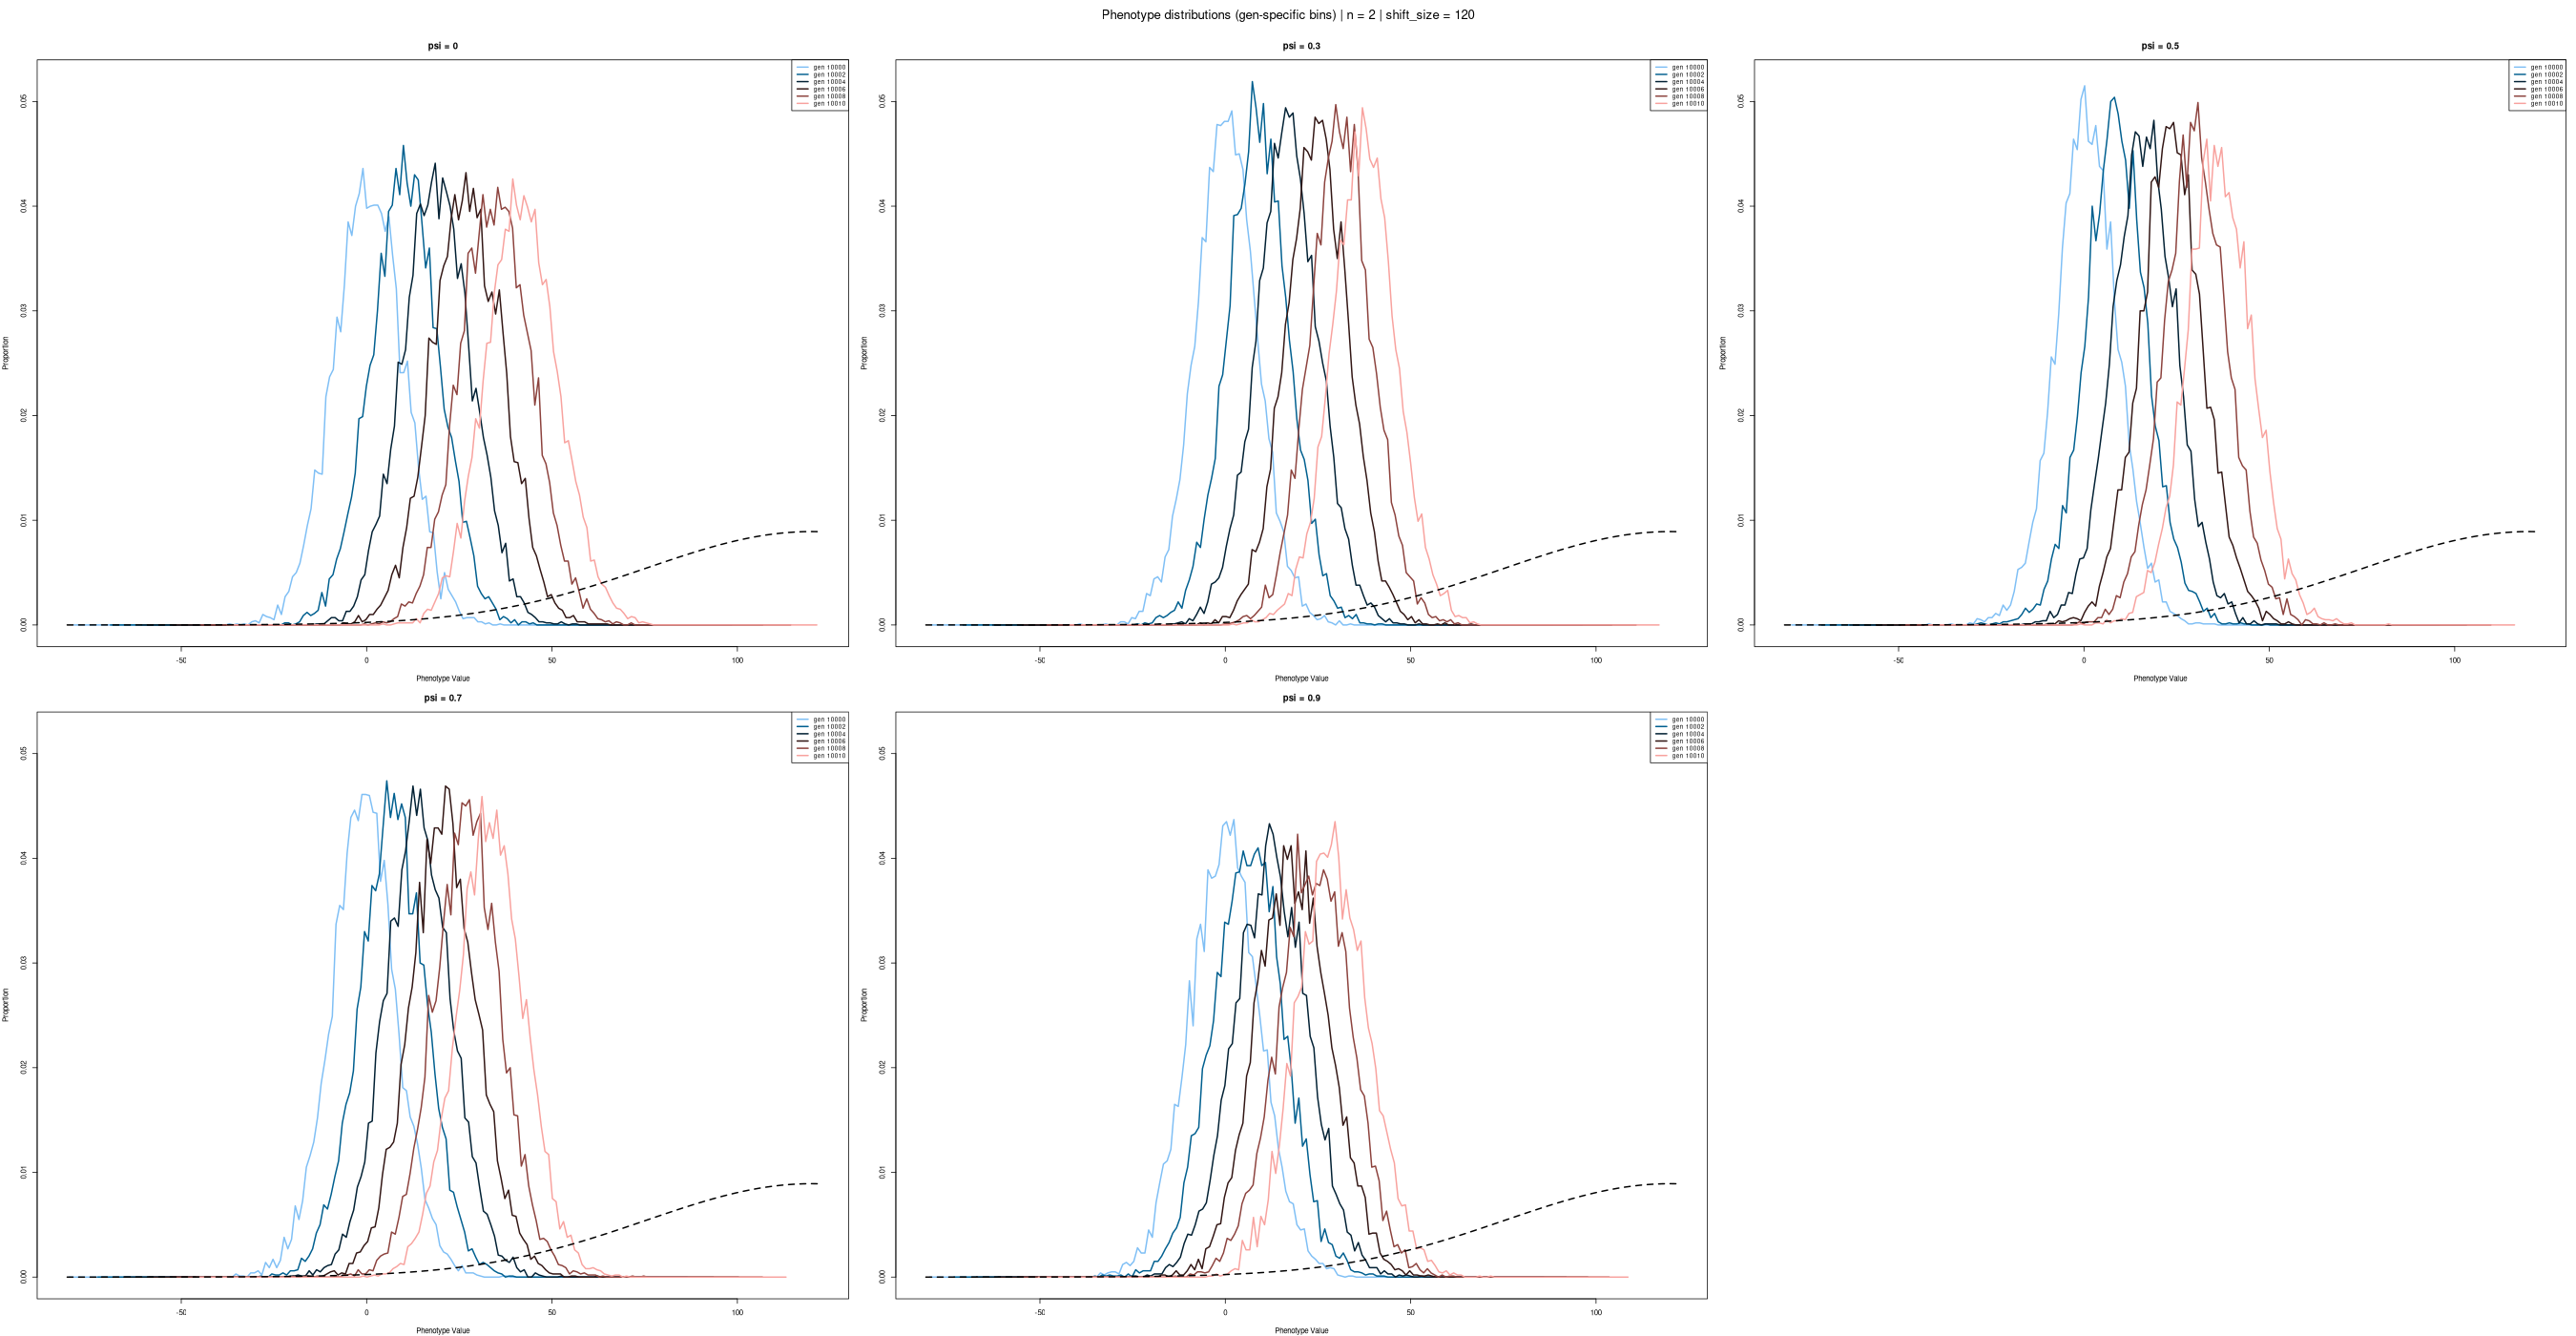 Phenotype distributions (gen-specific bins) | n = 2 | shift_size = 120
psi = 0
gen 10000
gen 10002
gen 10004
gen 10006
gen 10008
gen 10010
Proportion
0.00
0.01
0.02
0.03
0.04
0.05
-50
0
50
100
Phenotype Value
psi = 0.3
gen 10000
gen 10002
gen 10004
gen 10006
gen 10008
gen 10010
Proportion
0.00
0.01
0.02
0.03
0.04
0.05
-50
0
50
100
Phenotype Value
psi = 0.5
gen 10000
gen 10002
gen 10004
gen 10006
gen 10008
gen 10010
Proportion
0.00
0.01
0.02
0.03
0.04
0.05
-50
0
50
100
Phenotype Value
psi = 0.7
gen 10000
gen 10002
gen 10004
gen 10006
gen 10008
gen 10010
Proportion
0.00
0.01
0.02
0.03
0.04
0.05
-50
0
50
100
Phenotype Value
psi = 0.9
gen 10000
gen 10002
gen 10004
gen 10006
gen 10008
gen 10010
Proportion
0.00
0.01
0.02
0.03
0.04
0.05
-50
0
50
100
Phenotype Value